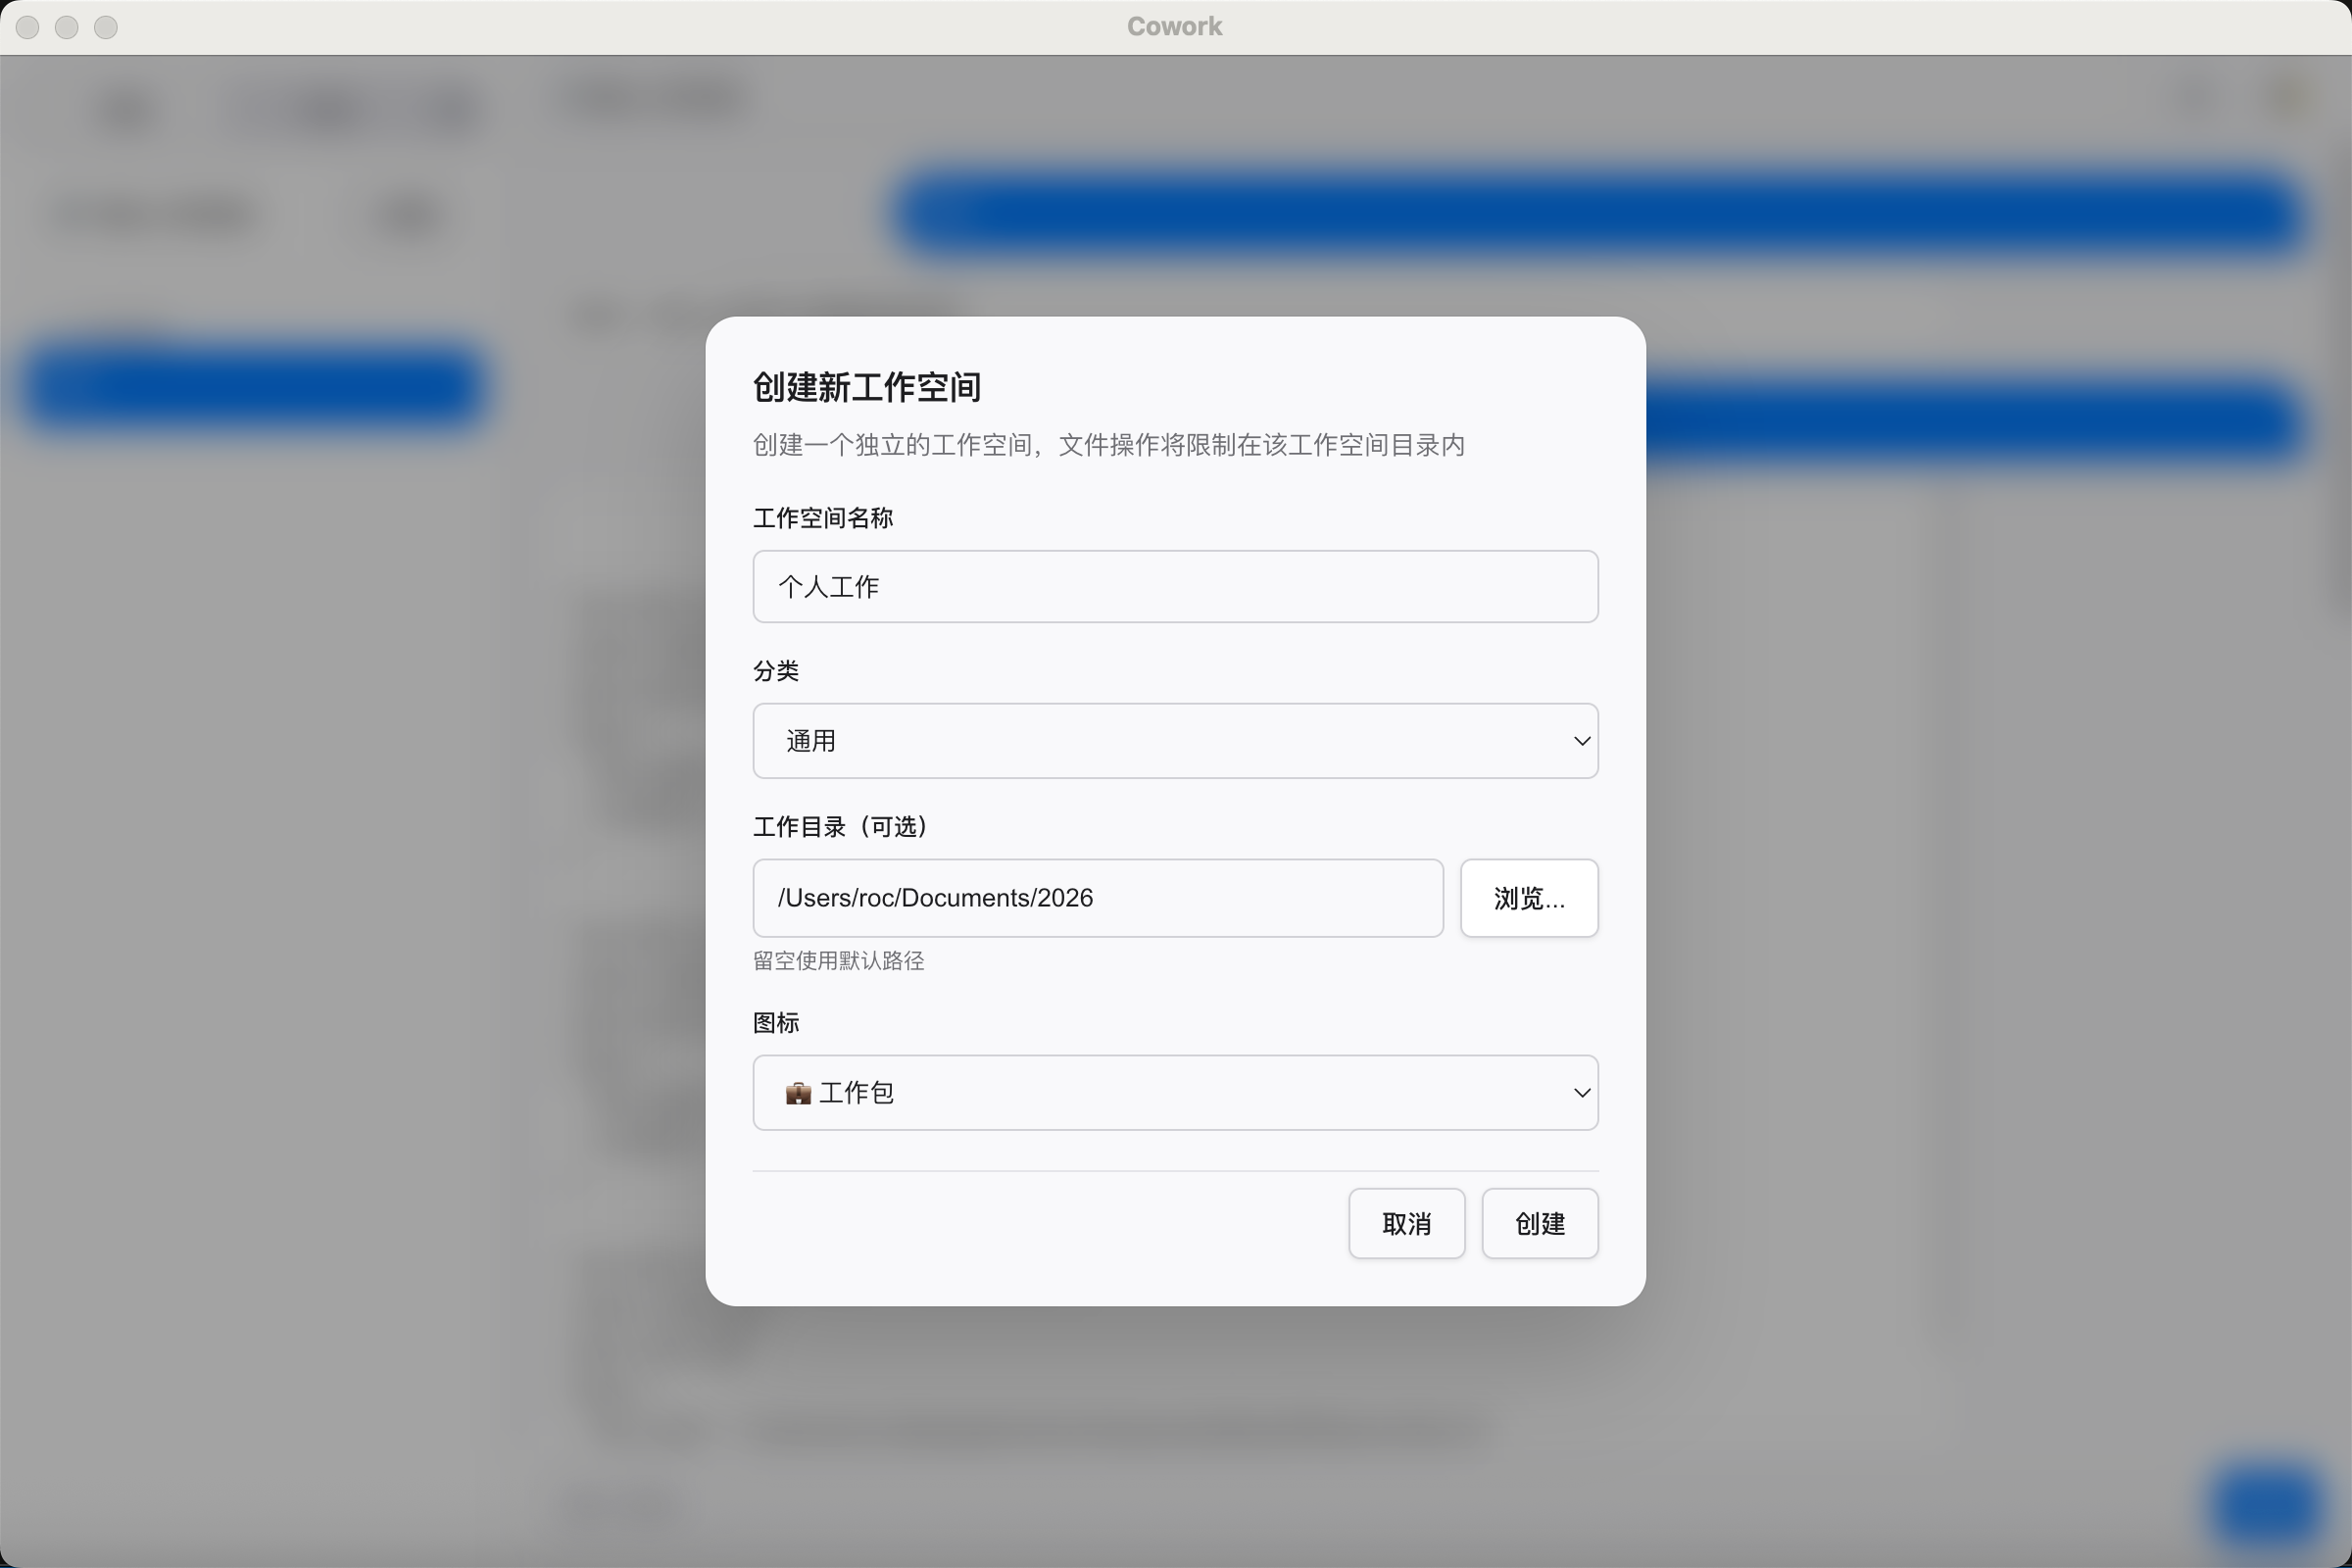 Cowork
创建新工作空间
创建一个独立的工作空间，文件操作将限制在该工作空间目录内
工作空间名称
个人工作
分类
通用
工作目录（可选）
/Users/roc/Documents/2026
浏览...
留空使用默认路径
图标
💼 工作包
取消
创建